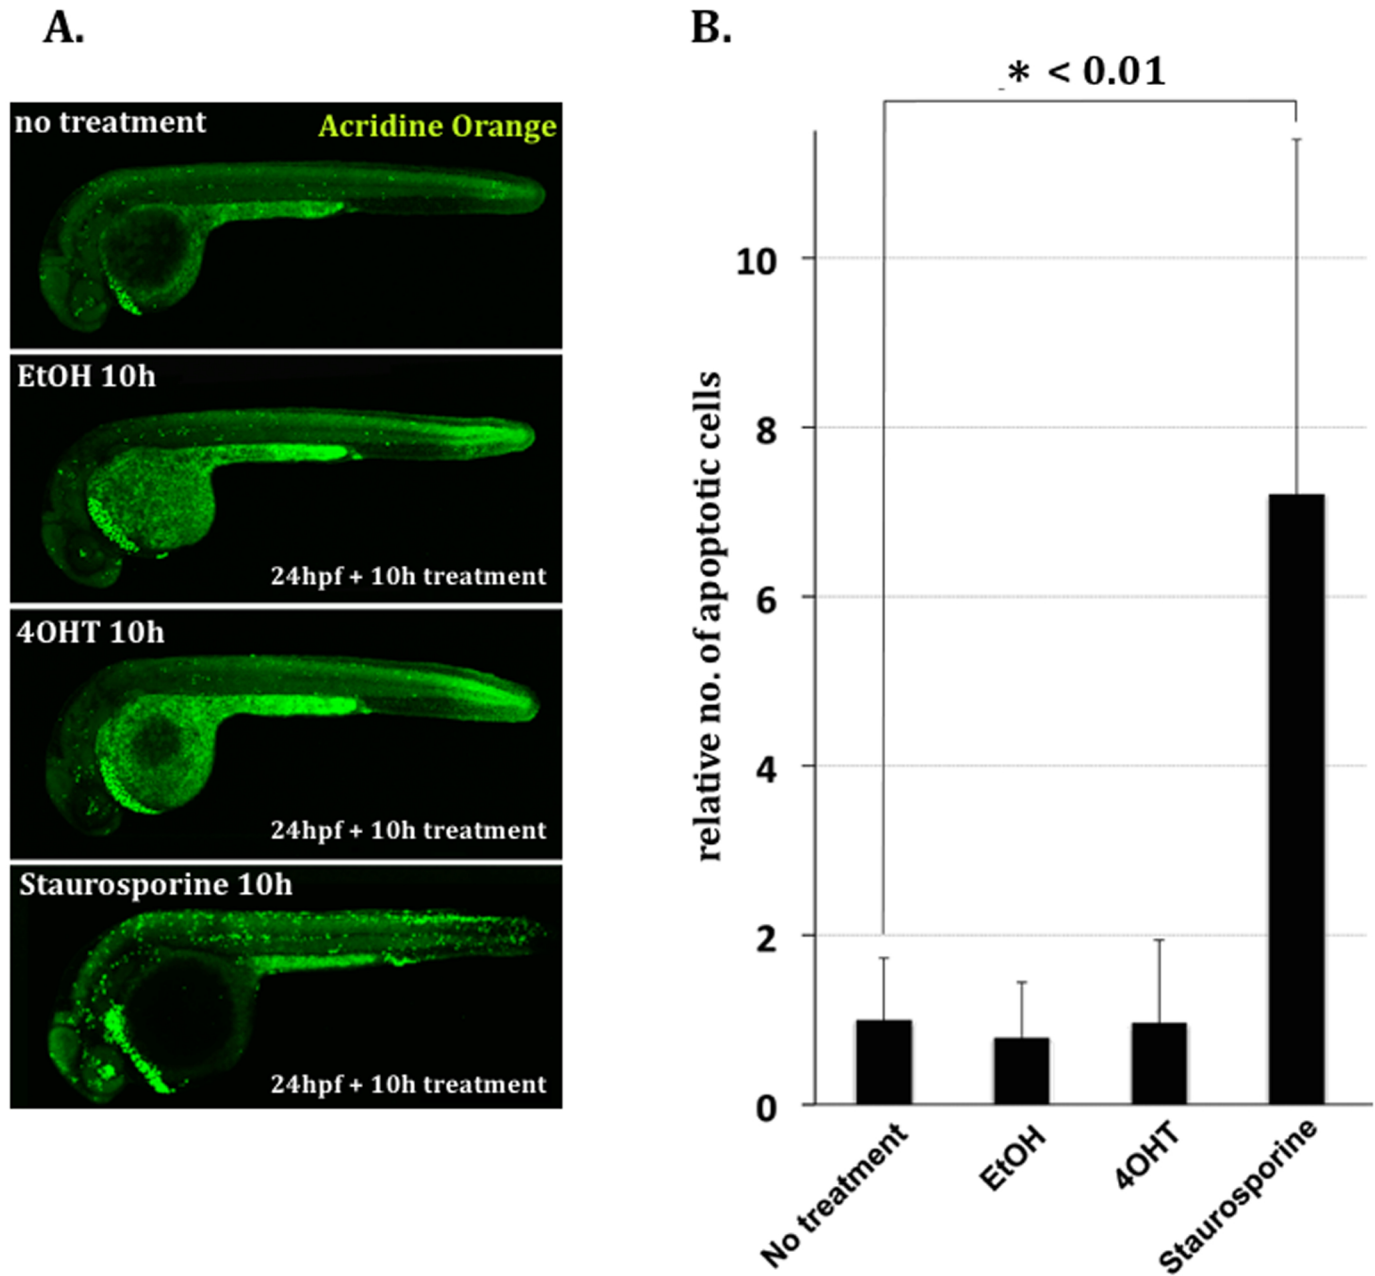 A.
no treatment
Acridine Orange
EtOH 10h
24hpf + 10h treatment
4OHT 10h
24hpf + 10h treatment
Staurosporine 10h
24hpf + 10h treatment
B.
* < 0.01
relative no. of apoptotic cells
10
8
6
4
2
0
No treatment
EtOH
4OHT
Staurosporine